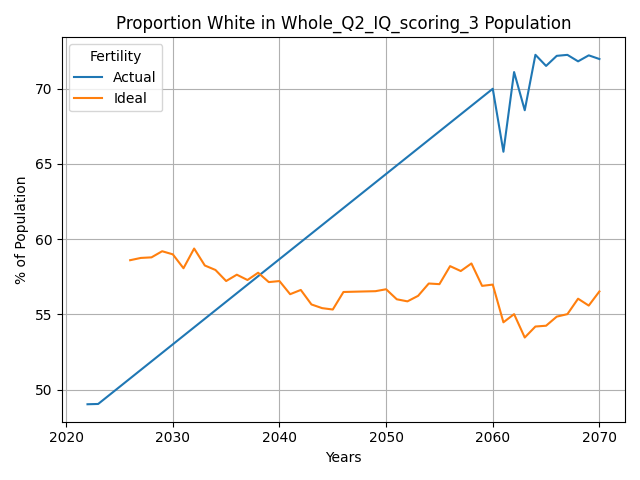 Proportion White in Whole_Q2_IQ_scoring_3 Population
Fertility
Actual
Ideal
% of Population
70
65
60
55
50
2020
2030
2040
2050
2060
2070
Years